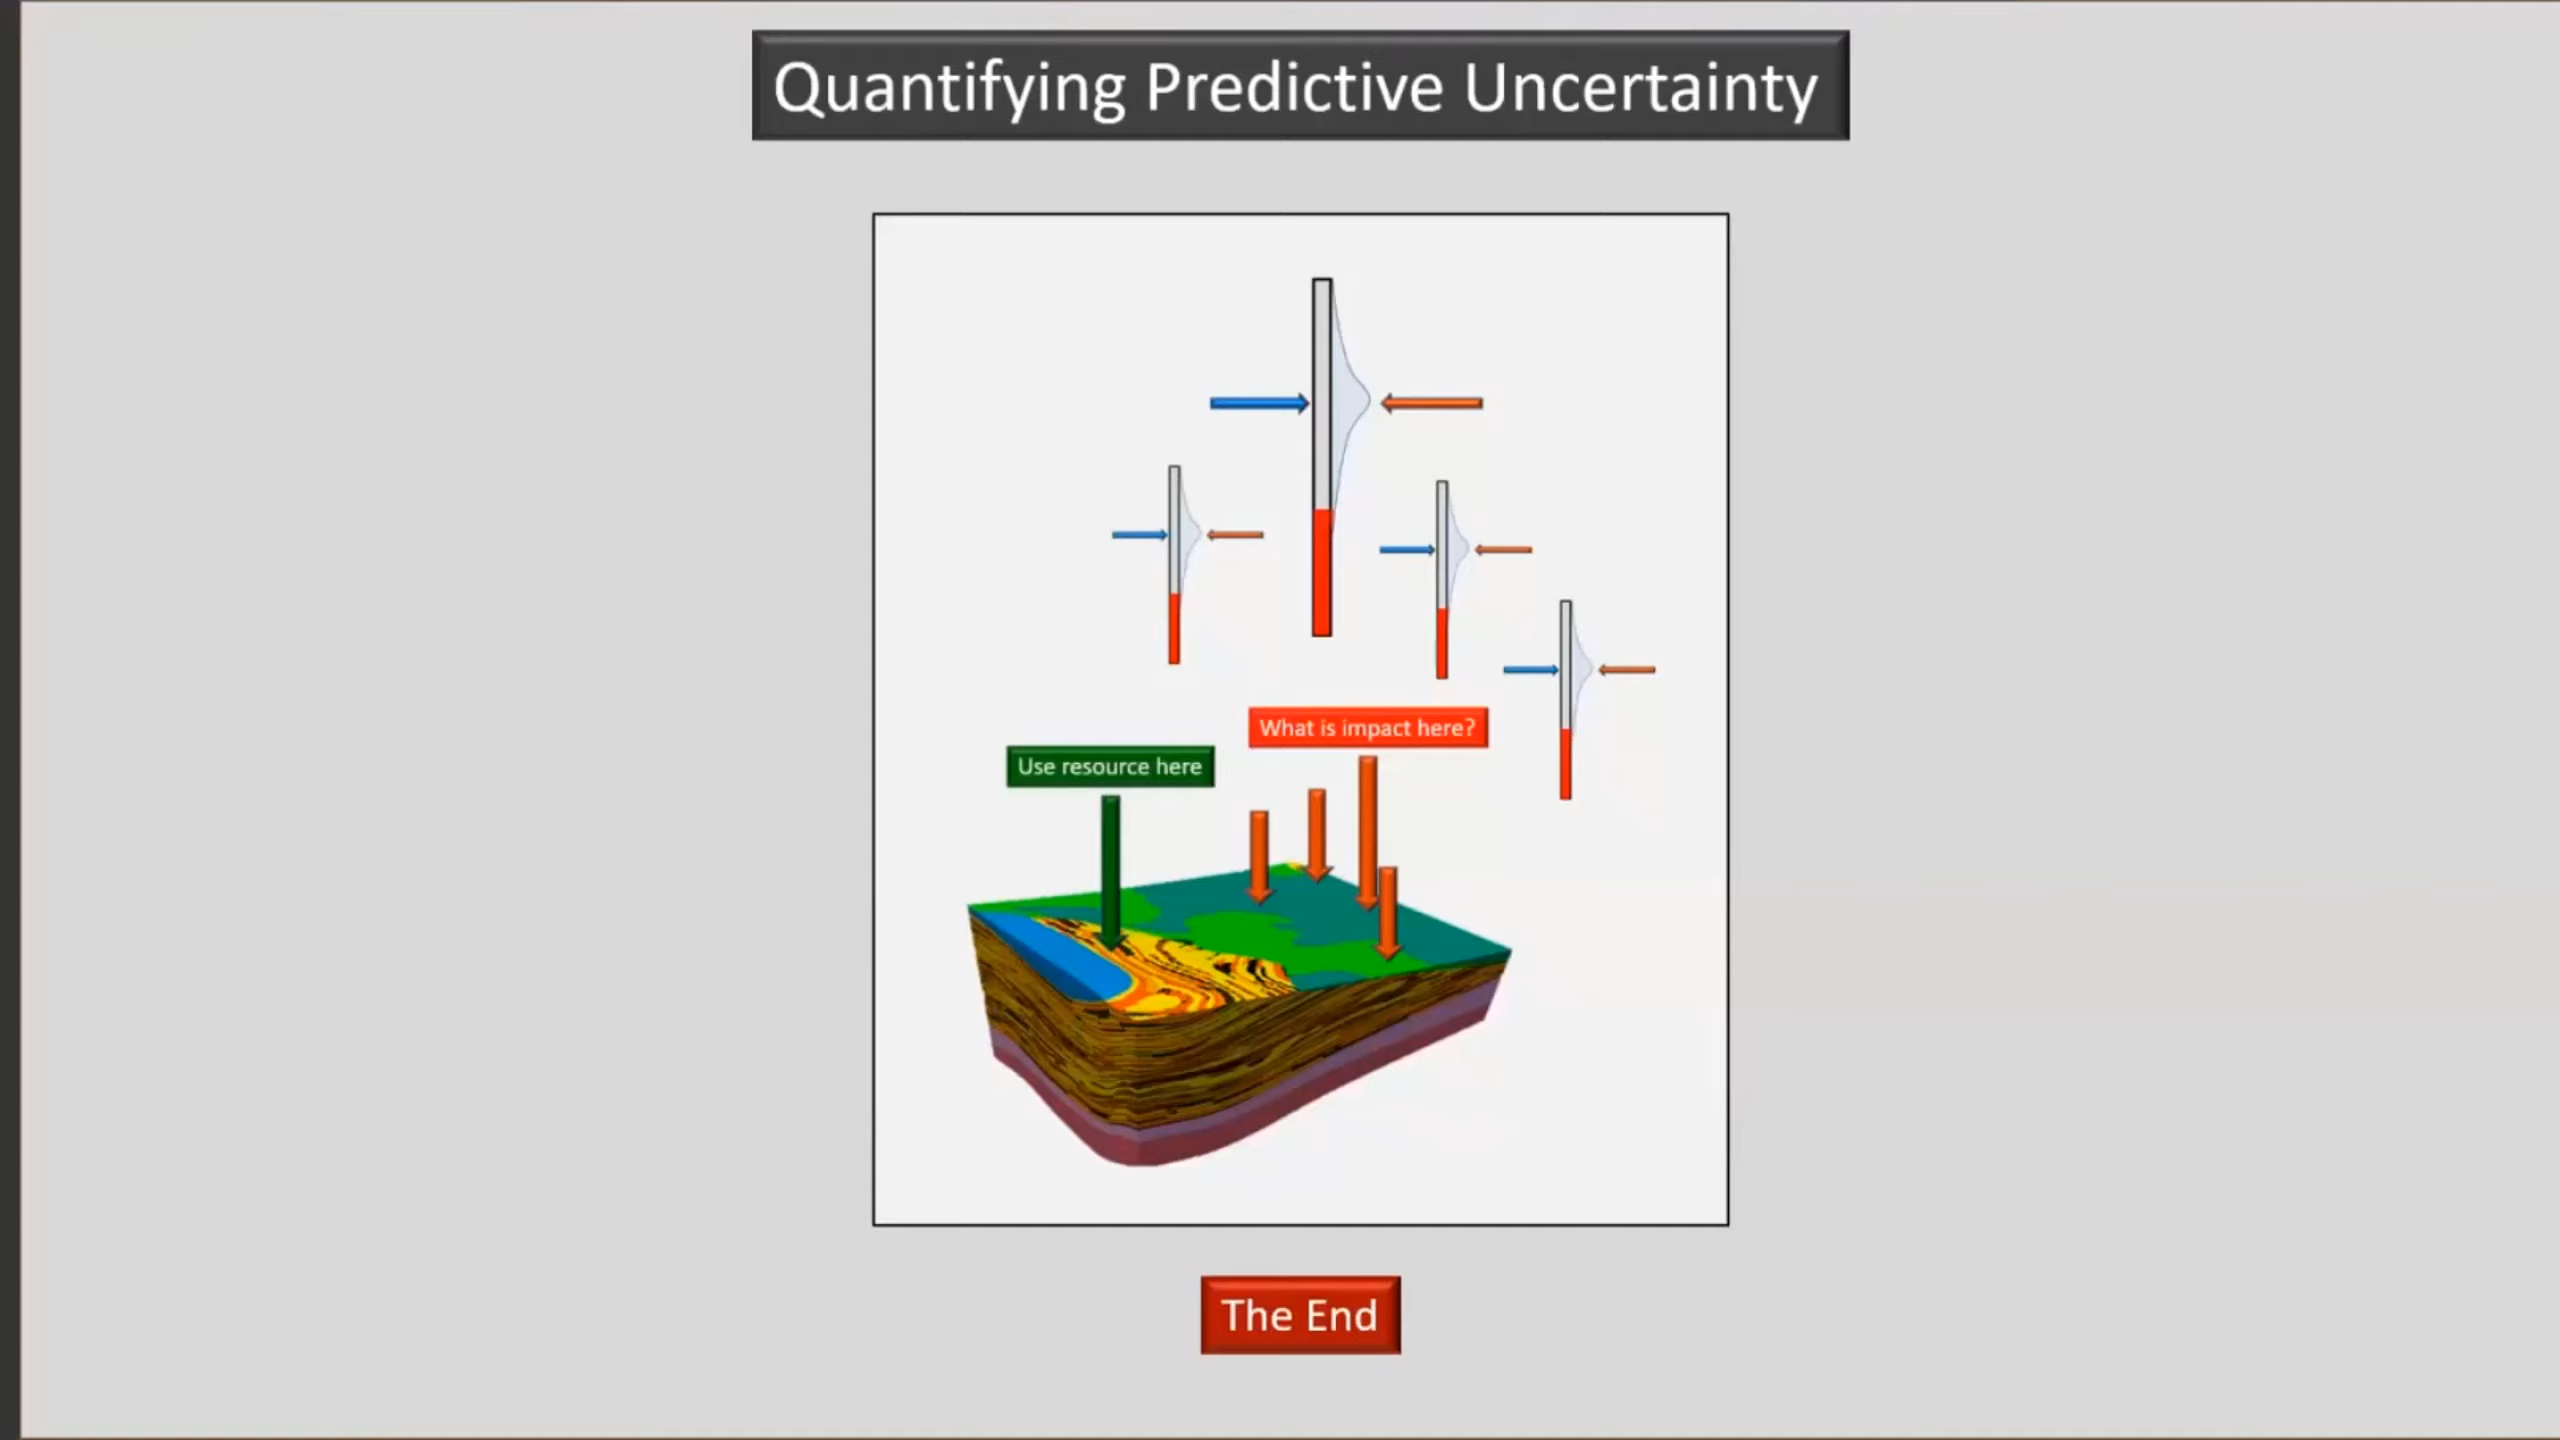 Quantifying Predictive Uncertainty
What is impact here?
Use resource here
The End